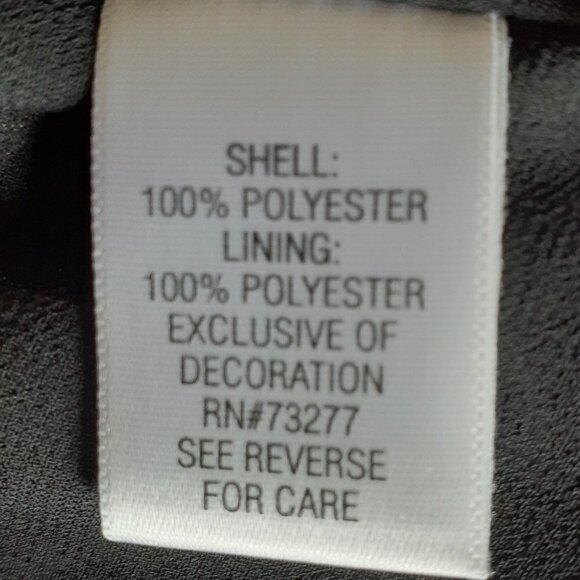 SHELL:
100% POLYESTER
LINING:
100% POLYESTER
EXCLUSIVE OF
DECORATION
RN#73277
SEE REVERSE
FOR CARE